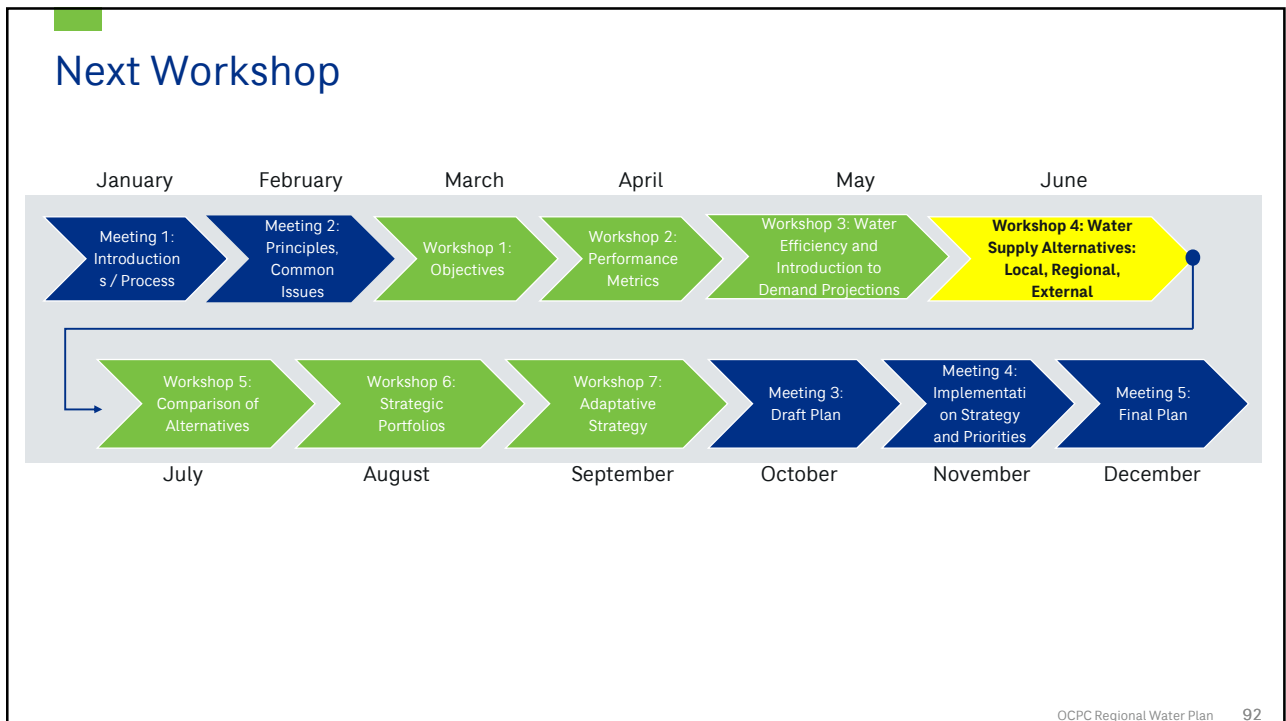 Next Workshop
January February March April May June
Meeting 1:
Introduction
s / Process
Meeting 2:
Principles,
Common
Issues
Workshop 1:
Objectives
Workshop 2:
Performance
Metrics
Workshop 3: Water
Efficiency and
Introduction to
Demand Projections
Workshop 4: Water
Supply Alternatives:
Local, Regional,
External
Workshop 5:
Comparison of
Alternatives
Workshop 6:
Strategic
Portfolios
Workshop 7:
Adaptative
Strategy
Meeting 3:
Draft Plan
Meeting 4:
Implementati
on Strategy
and Priorities
Meeting 5:
Final Plan
July August September October November December
OCPC Regional Water Plan 92